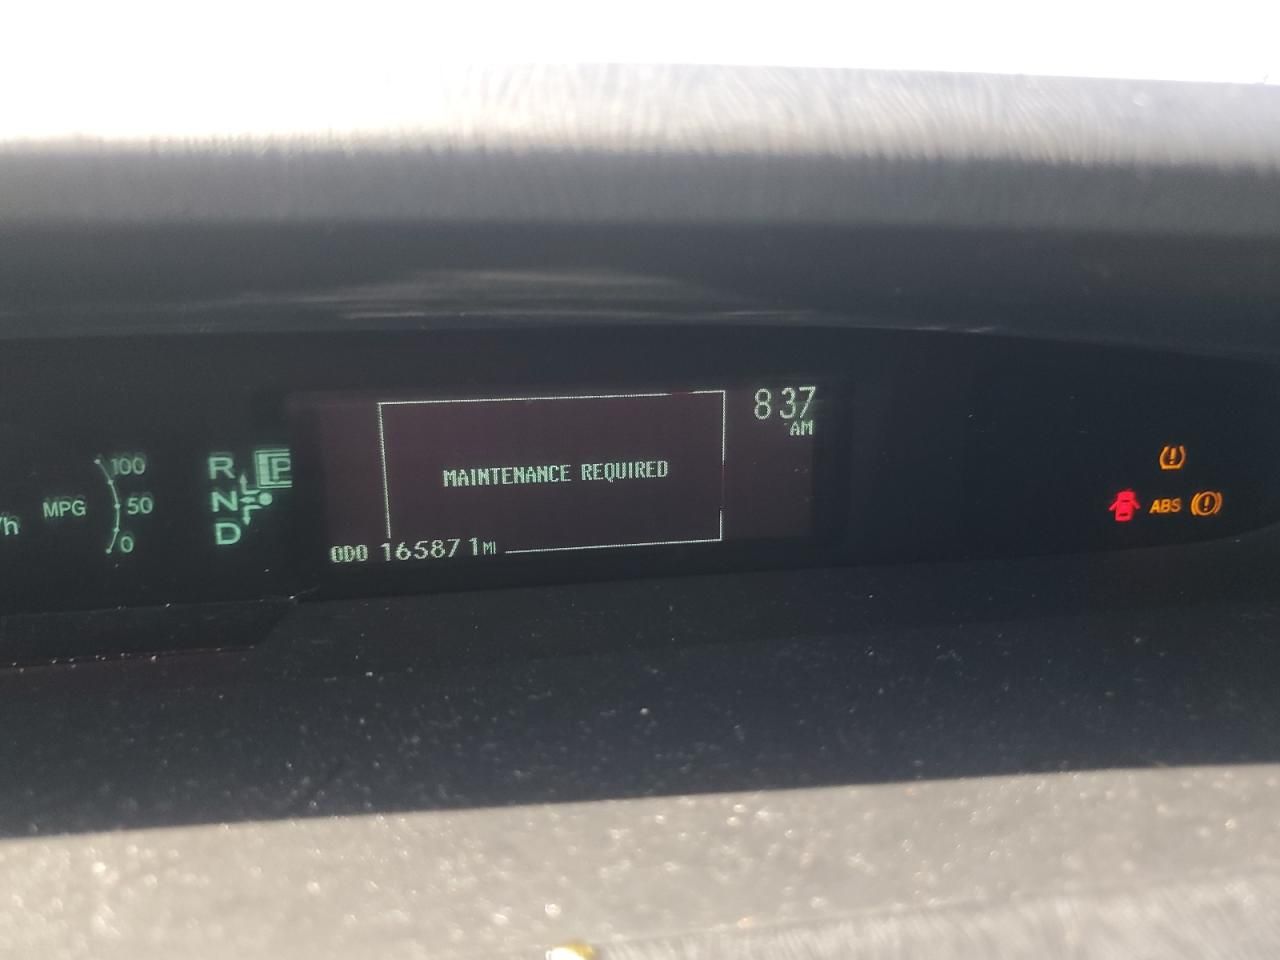 8 37
AM
100
MPG 50
0
/h
R P
N
D
MAINTENANCE REQUIRED
ODO 165871 MI
ABS